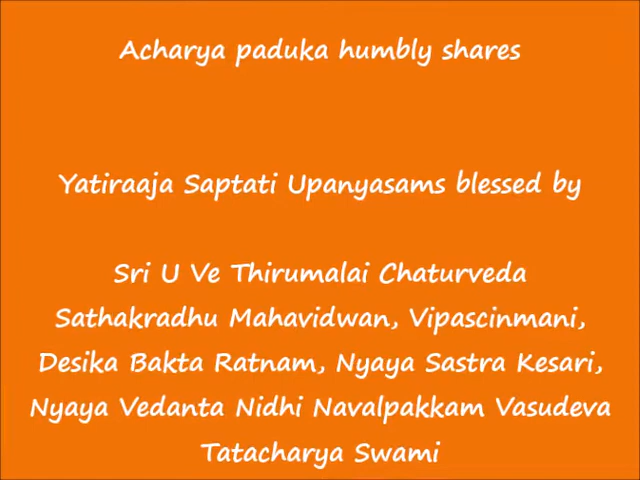 Acharya paduka humbly shares
Yatiraaja Saptati Upanyasams blessed by
Sri U Ve Thirumalai Chaturveda
Sathakradhu Mahavidwan, Vipascinmani,
Desika Bakta Ratnam, Nyaya Sastra Kesari,
Nyaya Vedanta Nidhi Navalpakkam Vasudeva
Tatacharya Swami